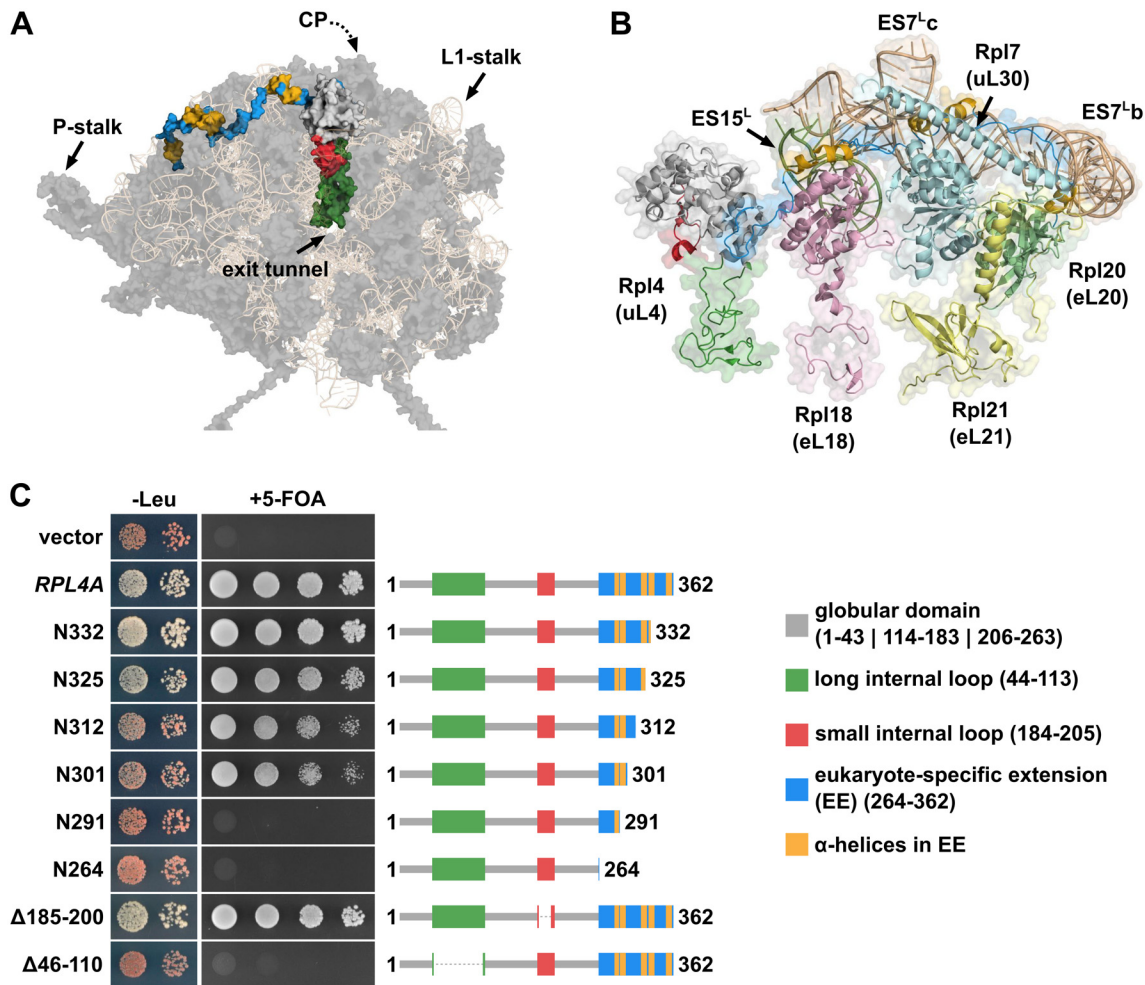 A
CP
L1-stalk
P-stalk
exit tunnel
B
ES7ᴸc
Rpl7
(uL30)
ES15ᴸ
ES7ᴸb
Rpl4
(uL4)
Rpl18
(eL18)
Rpl21
(eL21)
Rpl20
(eL20)
C
-Leu +5-FOA
vector
RPL4A 1 362
N332 1 332
N325 1 325
N312 1 312
N301 1 301
N291 1 291
N264 1 264
Δ185-200 1 362
Δ46-110 1 362
globular domain
(1-43 | 114-183 | 206-263)
long internal loop (44-113)
small internal loop (184-205)
eukaryote-specific extension
(EE) (264-362)
α-helices in EE